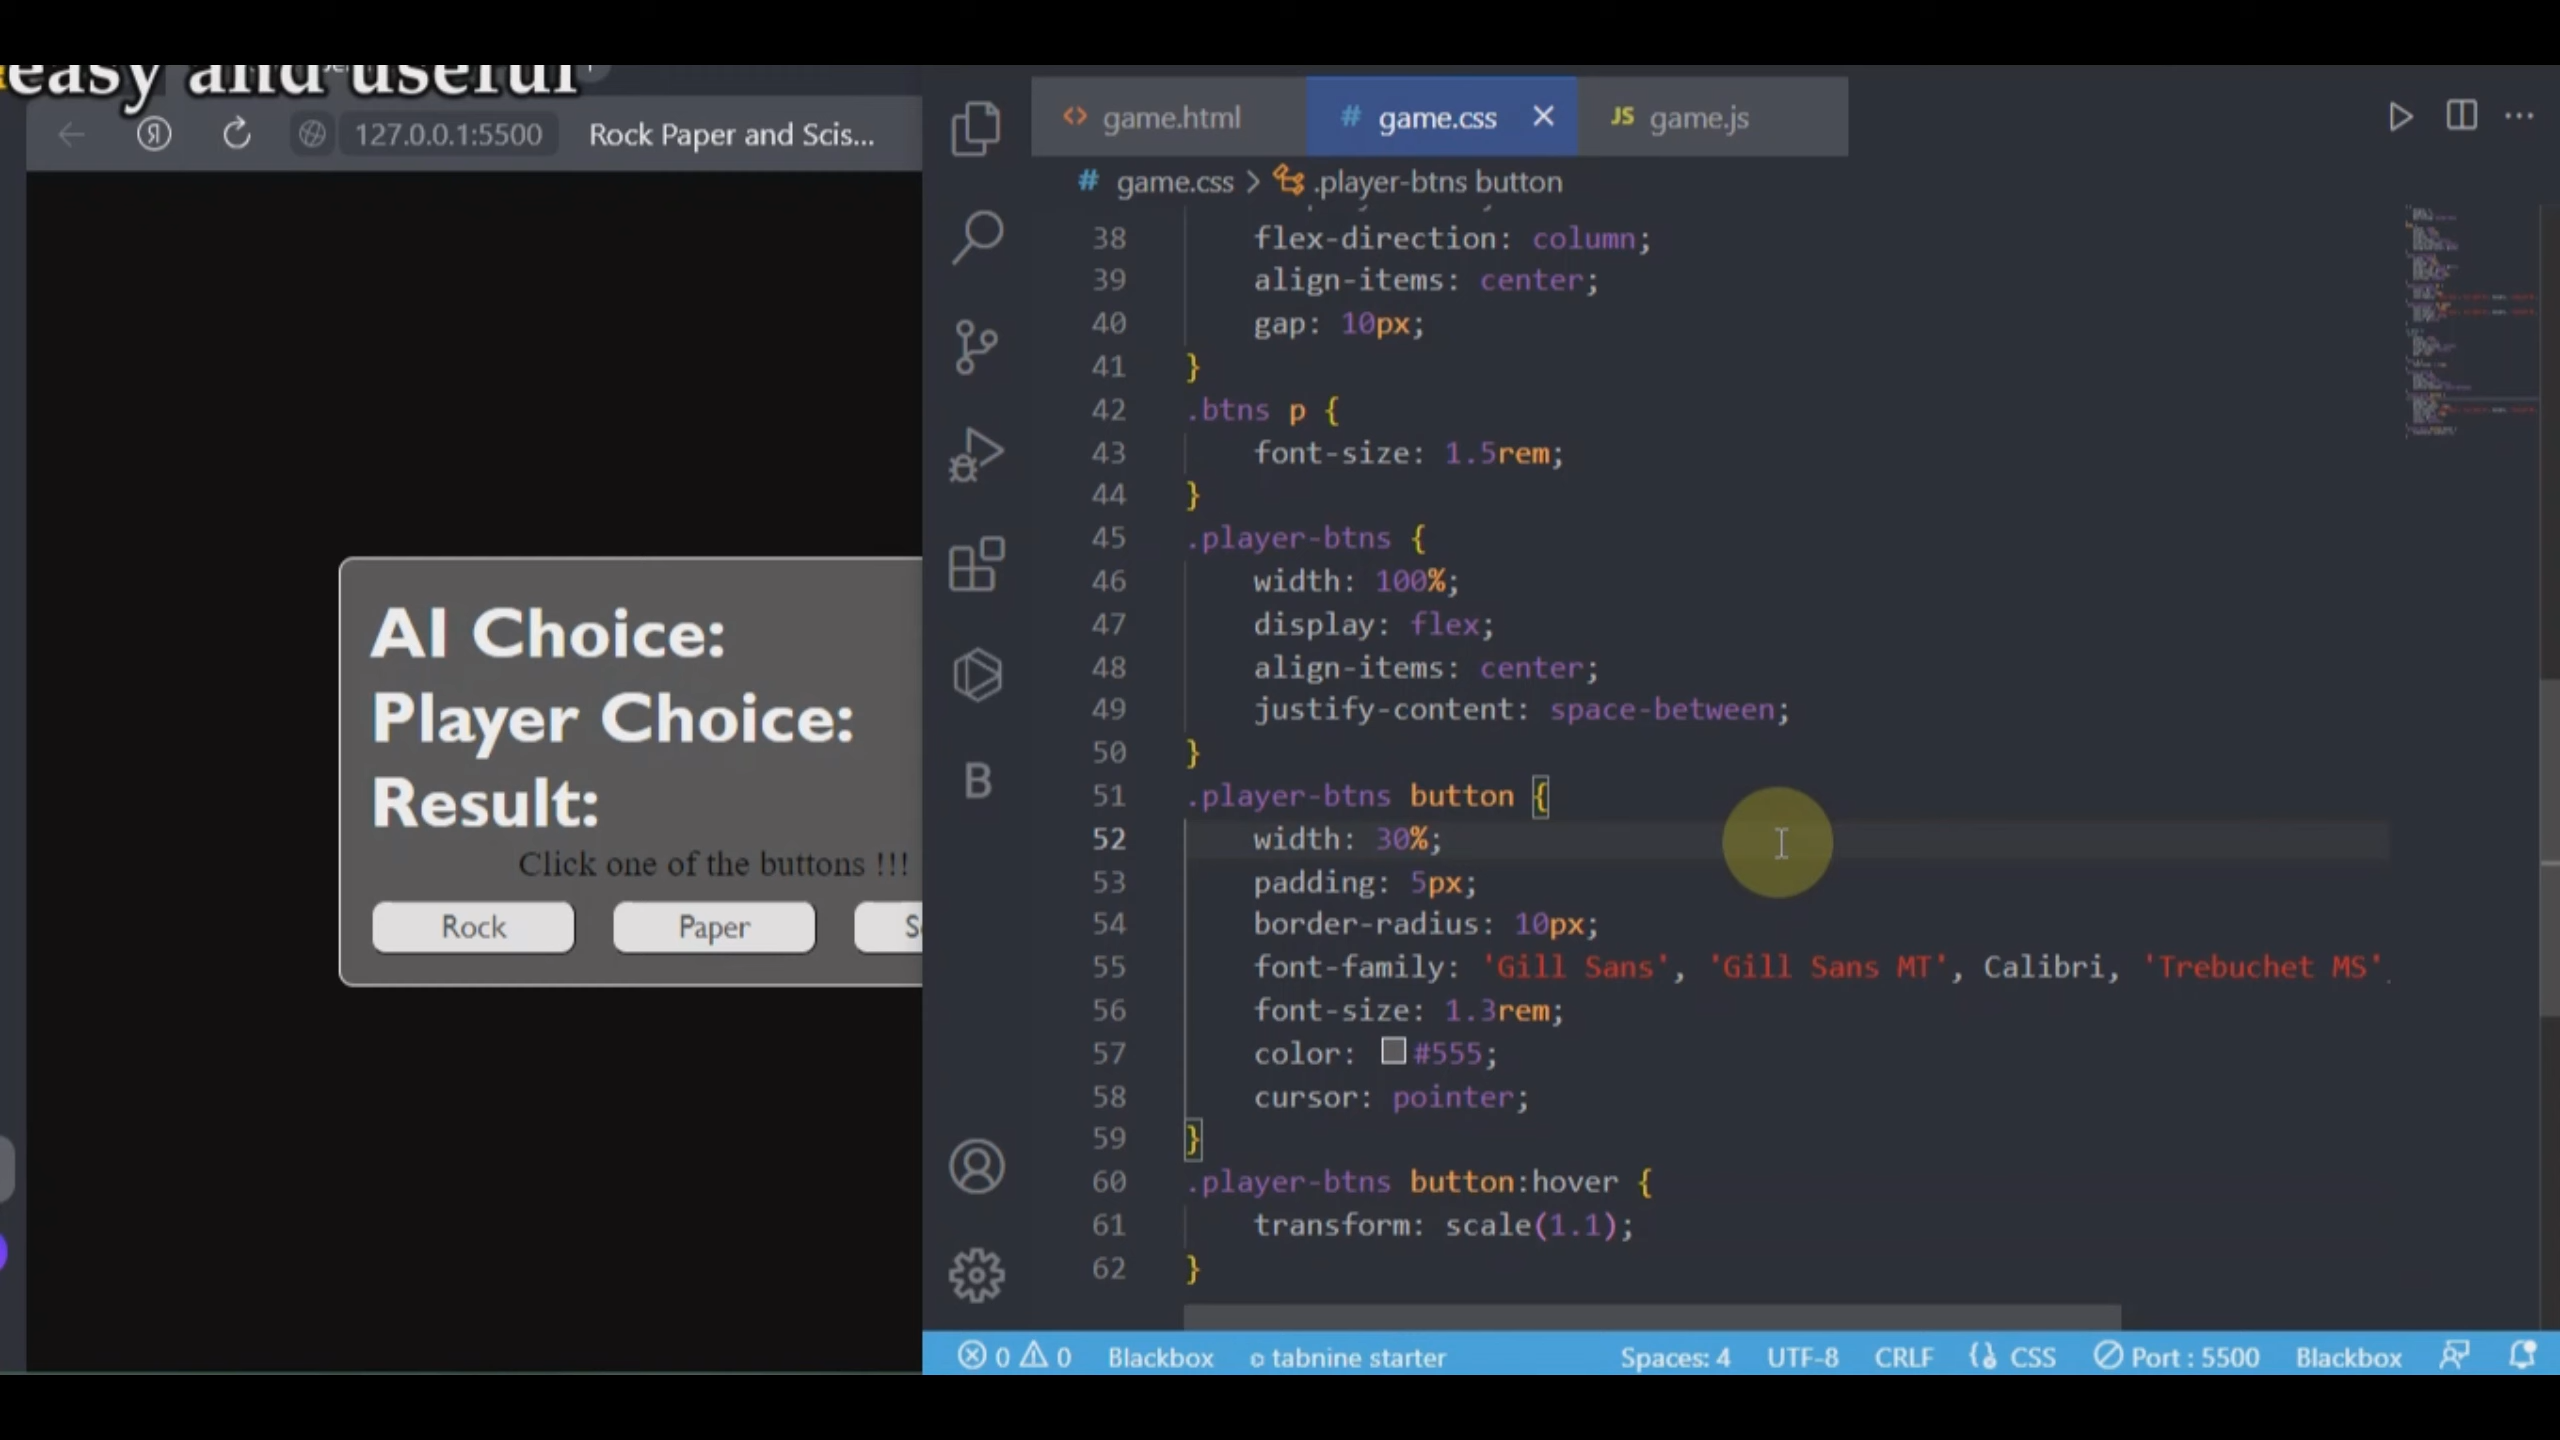 easy and useful
127.0.0.1:5500 Rock Paper and Scis...
AI Choice:
Player Choice:
Result:
Click one of the buttons !!!
Rock Paper
game.html # game.css JS game.js
# game.css > .player-btns button
38 flex-direction: column;
39 align-items: center;
40 gap: 10px;
41 }
42 .btns p {
43 font-size: 1.5rem;
44 }
45 .player-btns {
46 width: 100%;
47 display: flex;
48 align-items: center;
49 justify-content: space-between;
50 }
51 .player-btns button {
52 width: 30%;
53 padding: 5px;
54 border-radius: 10px;
55 font-family: 'Gill Sans', 'Gill Sans MT', Calibri, 'Trebuchet MS'
56 font-size: 1.3rem;
57 color: #555;
58 cursor: pointer;
59 }
60 .player-btns button:hover {
61 transform: scale(1.1);
62 }
B
0 0 Blackbox tabnine starter Spaces: 4 UTF-8 CRLF CSS Port : 5500 Blackbox